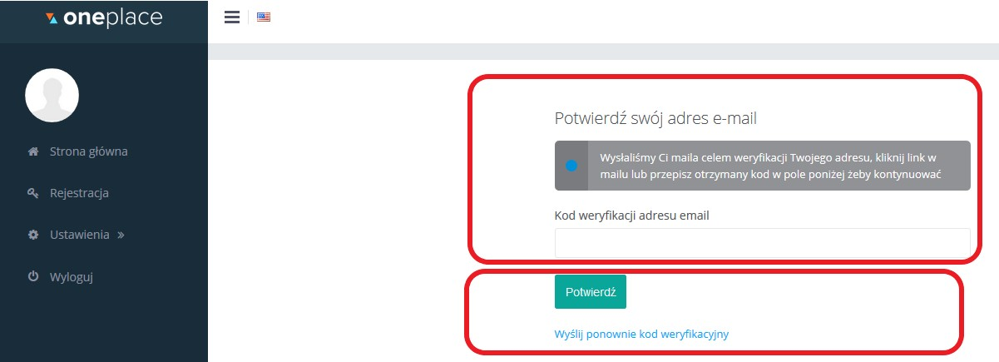 oneplace
Strona główna
Rejestracja
Ustawienia »
Wyloguj
Potwierdź swój adres e-mail
Wysłaliśmy Ci maila celem weryfikacji Twojego adresu, kliknij link w
mailu lub przepisz otrzymany kod w pole poniżej żeby kontynuować
Kod weryfikacji adresu email
Potwierdź
Wyślij ponownie kod weryfikacyjny